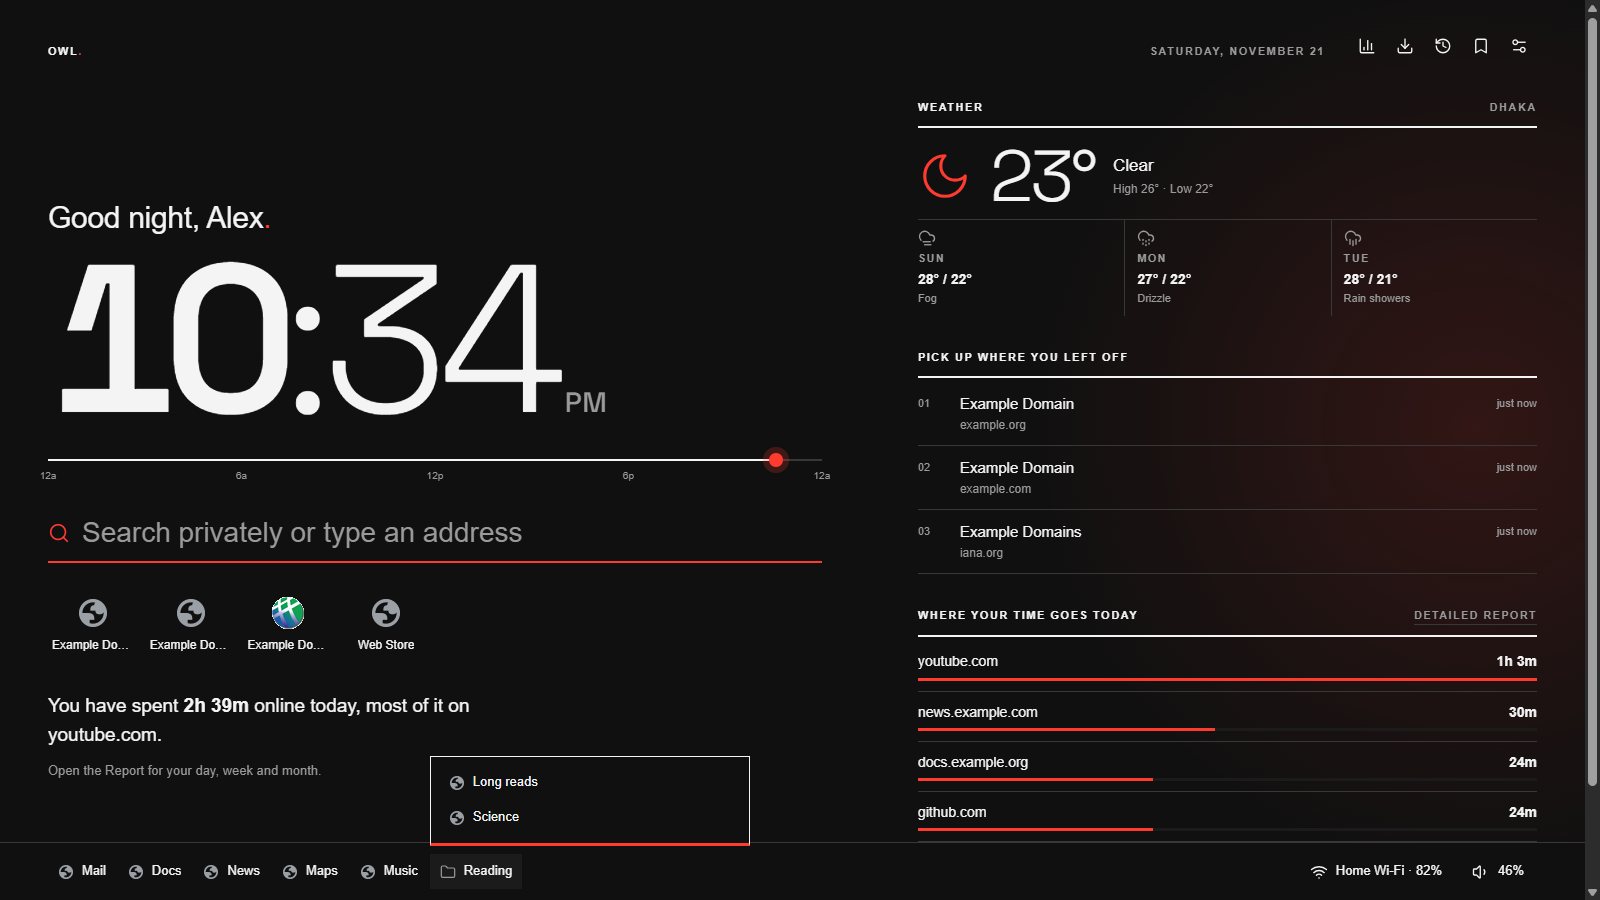 OWL.
SATURDAY, NOVEMBER 21
Good night, Alex.
10:34 PM
12a 6a 12p 6p 12a
Search privately or type an address
Example Do... Example Do... Example Do... Web Store
You have spent 2h 39m online today, most of it on
youtube.com.
Open the Report for your day, week and month.
WEATHER DHAKA
23° Clear
High 26° · Low 22°
SUN
28° / 22°
Fog
MON
27° / 22°
Drizzle
TUE
28° / 21°
Rain showers
PICK UP WHERE YOU LEFT OFF
01 Example Domain just now
example.org
02 Example Domain just now
example.com
03 Example Domains just now
iana.org
WHERE YOUR TIME GOES TODAY DETAILED REPORT
youtube.com 1h 3m
news.example.com 30m
docs.example.org 24m
github.com 24m
Long reads
Science
Mail Docs News Maps Music Reading Home Wi-Fi · 82% 46%